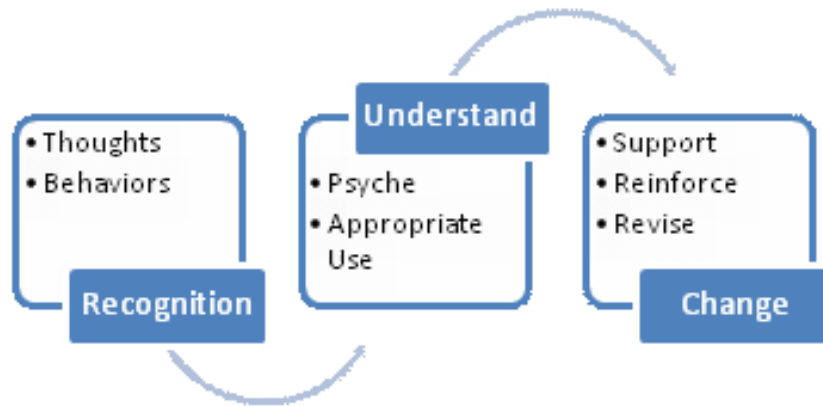 • Thoughts
• Behaviors
Recognition
Understand
• Psyche
• Appropriate
Use
• Support
• Reinforce
• Revise
Change